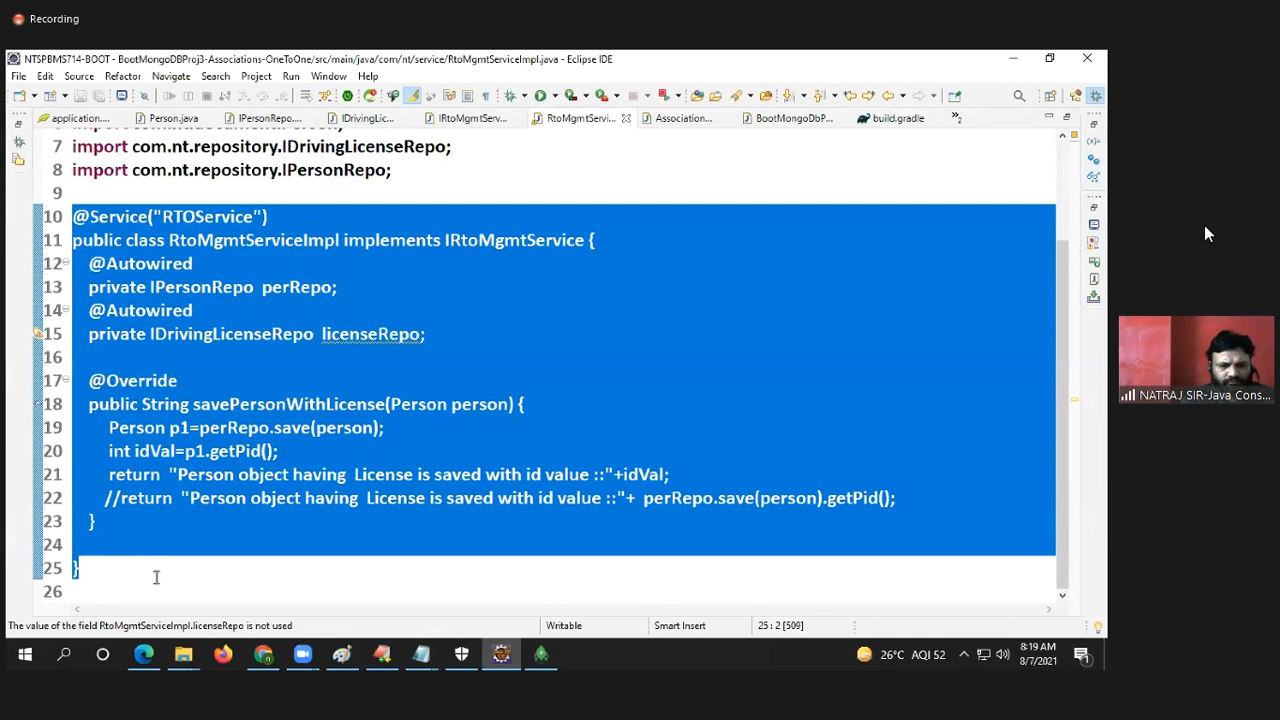 Recording
NTSPBMS714-BOOT - BootMongoDBProj3-Associations-OneToOne/src/main/java/com/nt/service/RtoMgmtServiceImpl.java - Eclipse IDE
File Edit Source Refactor Navigate Search Project Run Window Help
application.... Person.java IPersonRepo.... IDrivingLic... IRtoMgmtServ... RtoMgmtServi... Association... BootMongoDbP... build.gradle
7 import com.nt.repository.IDrivingLicenseRepo;
8 import com.nt.repository.IPersonRepo;
9
10 @Service("RTOService")
11 public class RtoMgmtServiceImpl implements IRtoMgmtService {
12 @Autowired
13 private IPersonRepo perRepo;
14 @Autowired
15 private IDrivingLicenseRepo licenseRepo;
16
17 @Override
18 public String savePersonWithLicense(Person person) {
19 Person p1=perRepo.save(person);
20 int idVal=p1.getPid();
21 return "Person object having License is saved with id value ::"+idVal;
22 //return "Person object having License is saved with id value ::"+ perRepo.save(person).getPid();
23 }
24
25 }
26
The value of the field RtoMgmtServiceImpl.licenseRepo is not used Writable Smart Insert 25 : 2 [509]
26°C AQI 52 8:19 AM
8/7/2021
NATRAJ SIR-Java Cons...